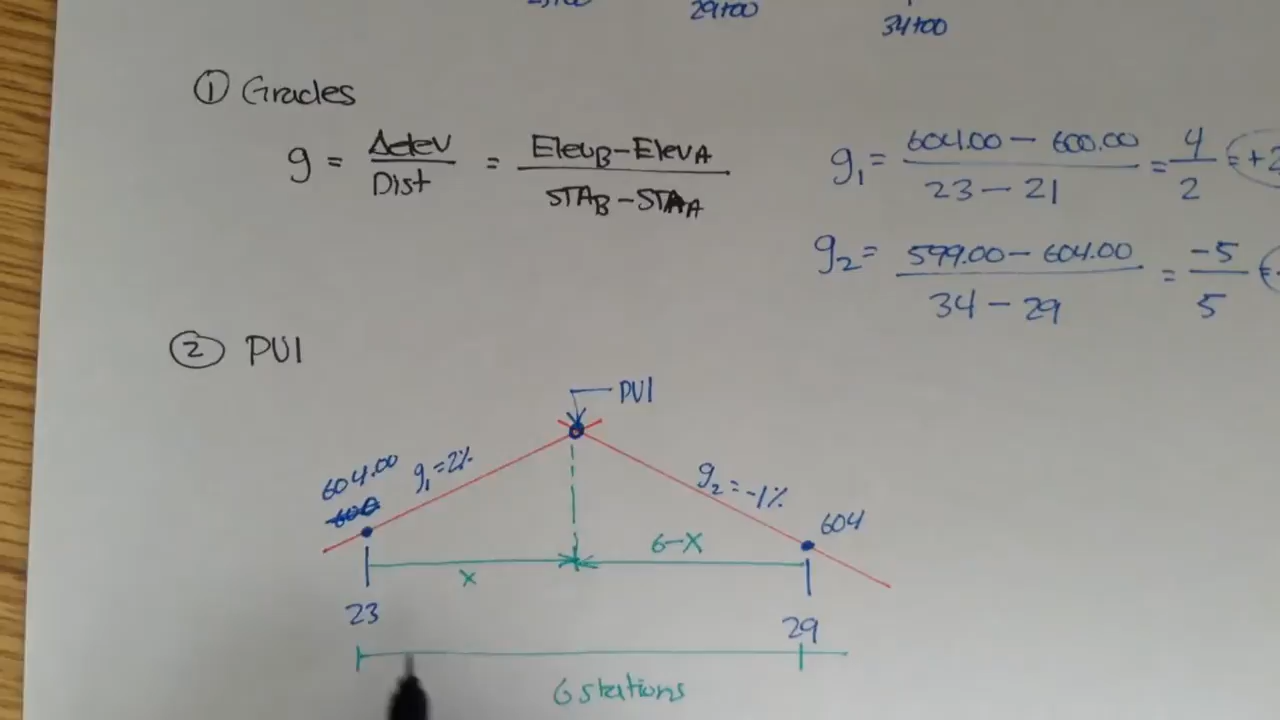 29+00
34+00
① Grades
g = Δelev / Dist = ElevB - ElevA / STAB - STAA
g1 = 604.00 - 600.00 / 23 - 21 = 4 / 2 = +2
g2 = 599.00 - 604.00 / 34 - 29 = -5 / 5 =
② PVI
PVI
604.00
600
g1 = 2%
g2 = -1%
604
x
6-x
23
29
6 stations